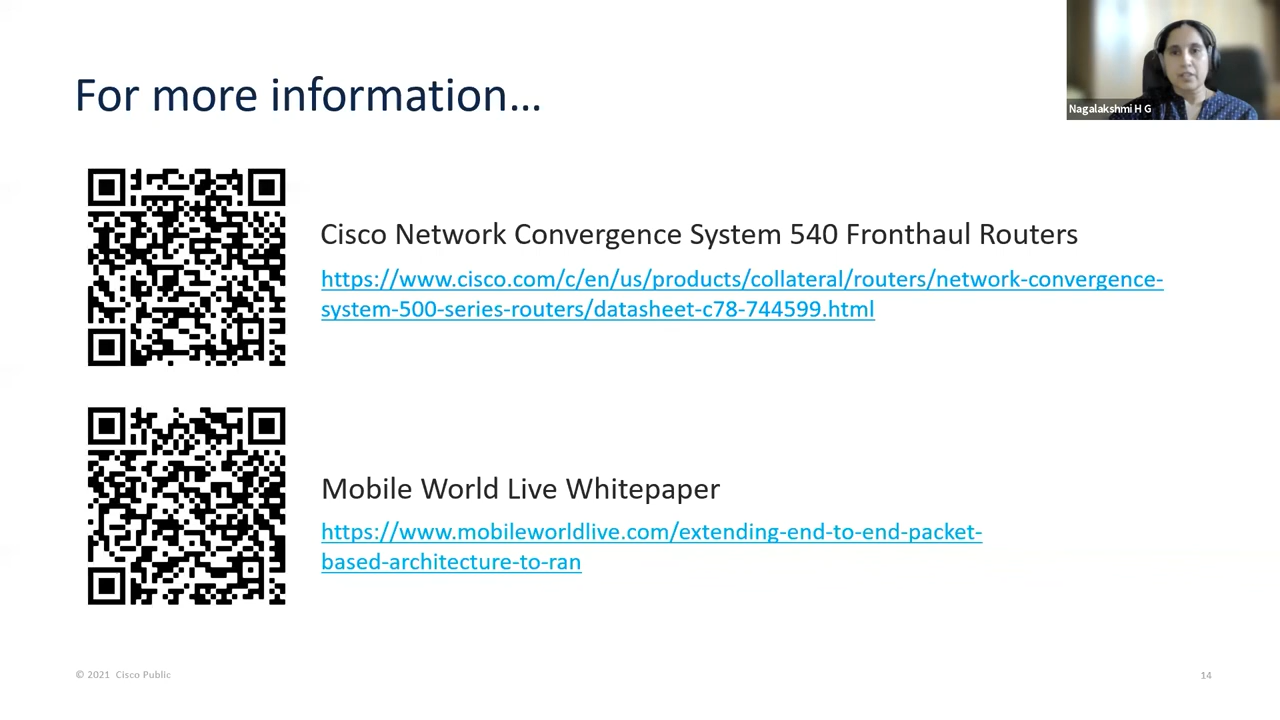 For more information…
Nagalakshmi H G
Cisco Network Convergence System 540 Fronthaul Routers
https://www.cisco.com/c/en/us/products/collateral/routers/network-convergence-
system-500-series-routers/datasheet-c78-744599.html
Mobile World Live Whitepaper
https://www.mobileworldlive.com/extending-end-to-end-packet-
based-architecture-to-ran
© 2021 Cisco Public
14